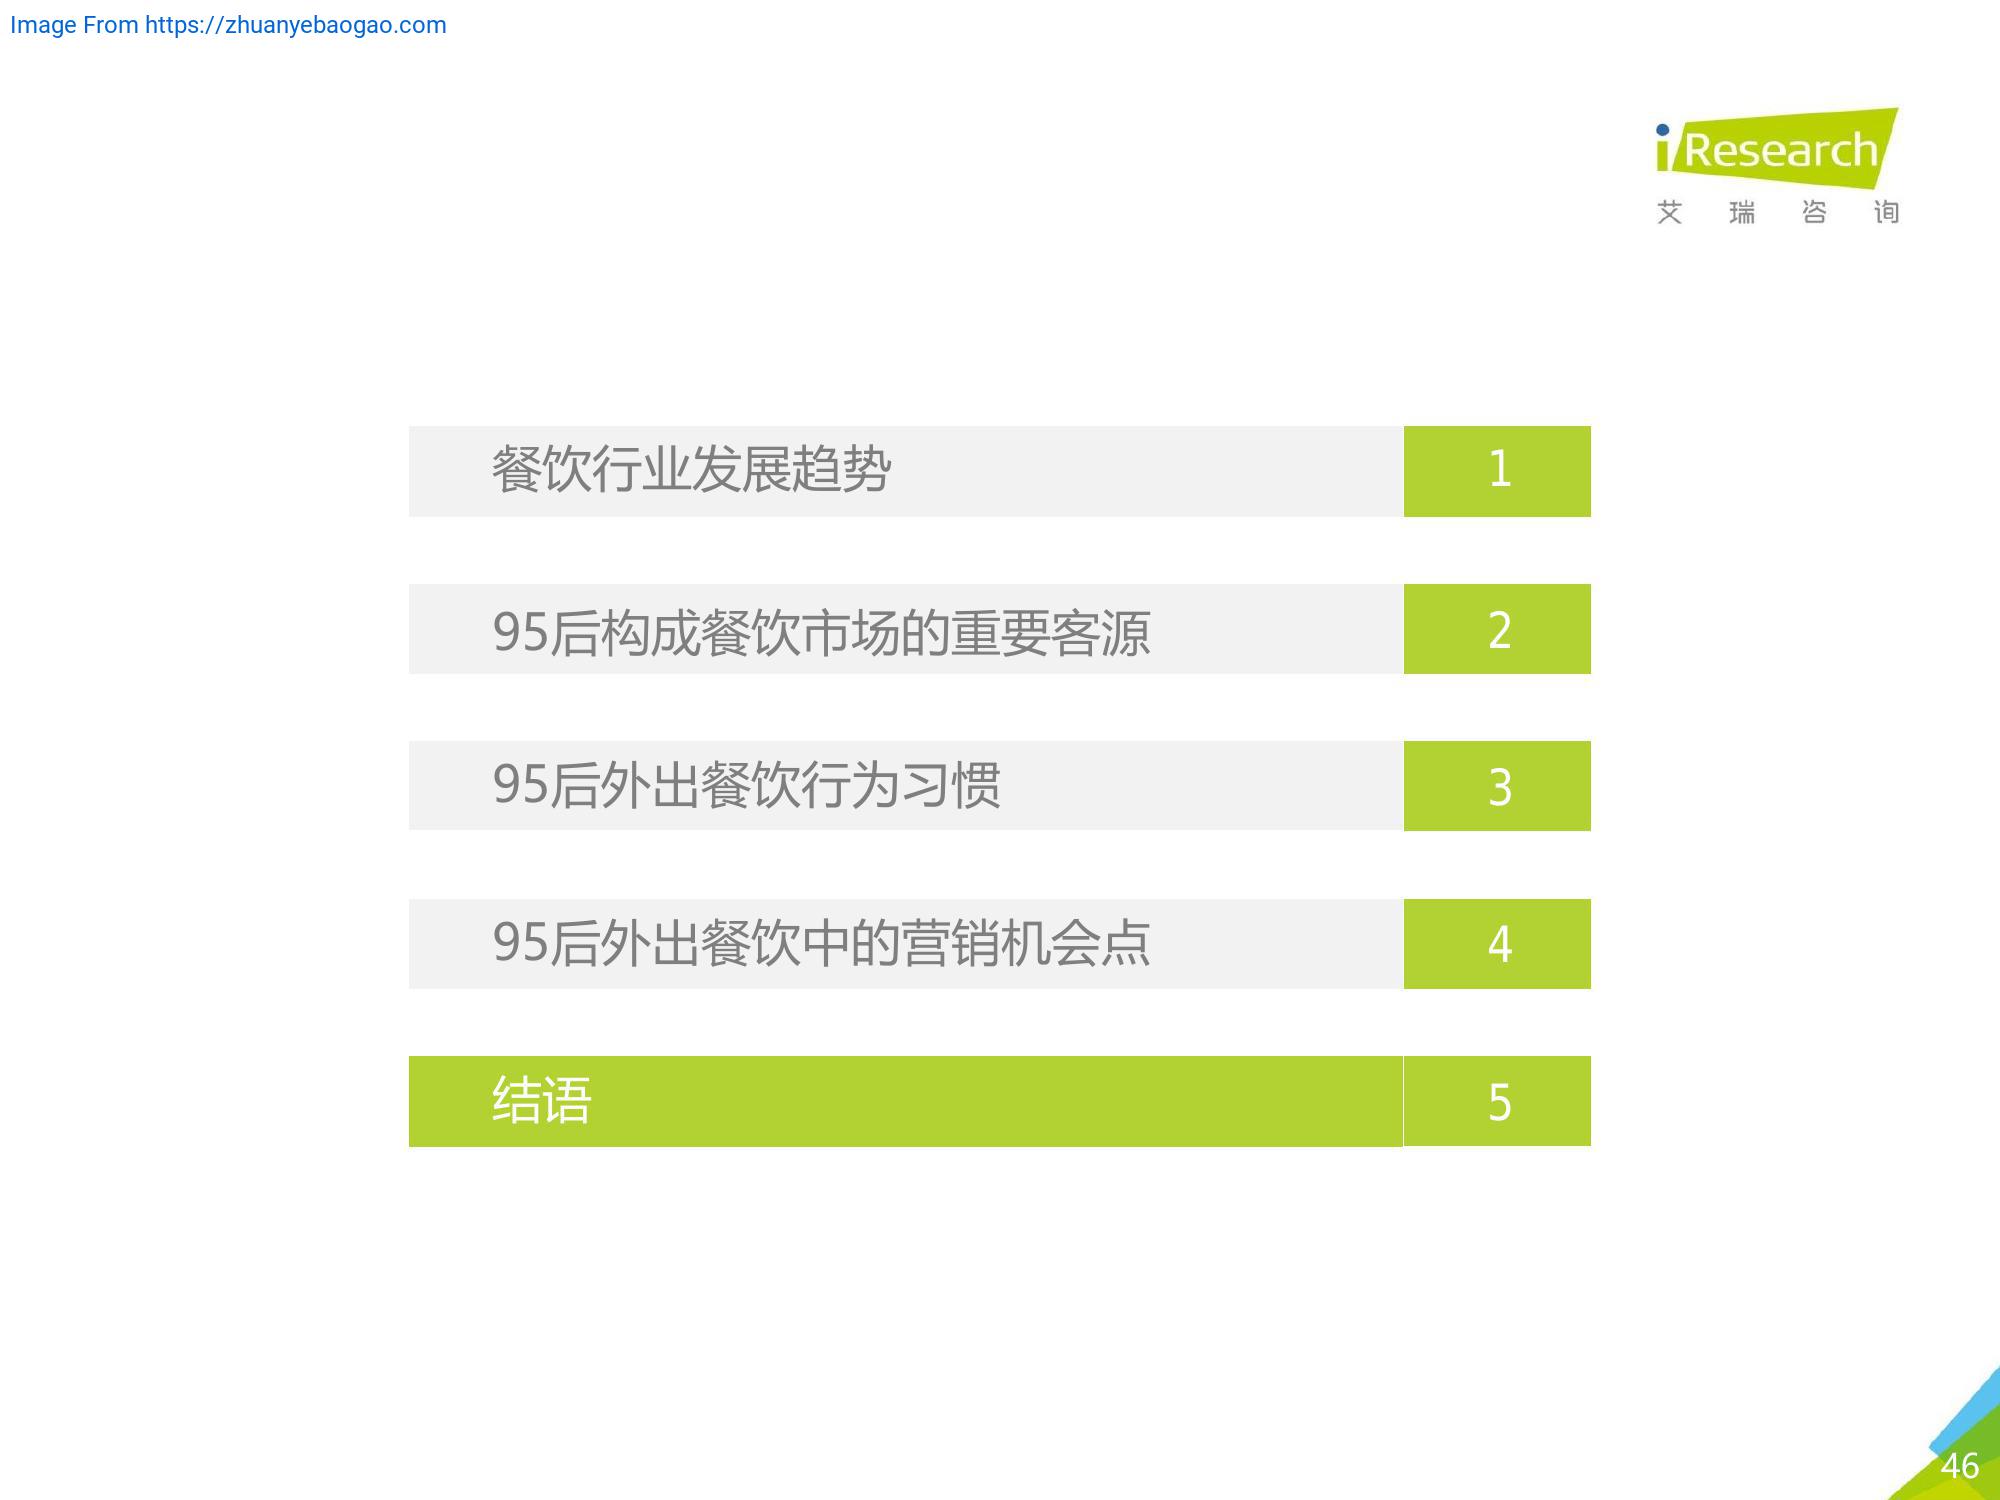 Image From https://zhuanyebaogao.com
iResearch
艾瑞咨询
餐饮行业发展趋势 1
95后构成餐饮市场的重要客源 2
95后外出餐饮行为习惯 3
95后外出餐饮中的营销机会点 4
结语 5
46